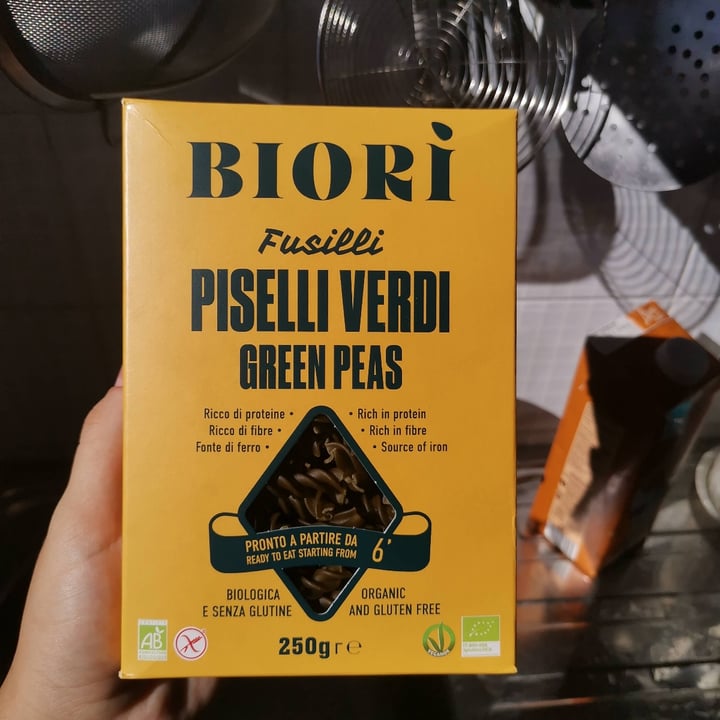 BIORÌ
Fusilli
PISELLI VERDI
GREEN PEAS
Ricco di proteine • • Rich in protein
Ricco di fibre • • Rich in fibre
Fonte di ferro • • Source of iron
PRONTO A PARTIRE DA
READY TO EAT STARTING FROM 6'
BIOLOGICA
E SENZA GLUTINE
ORGANIC
AND GLUTEN FREE
AB
250gr e